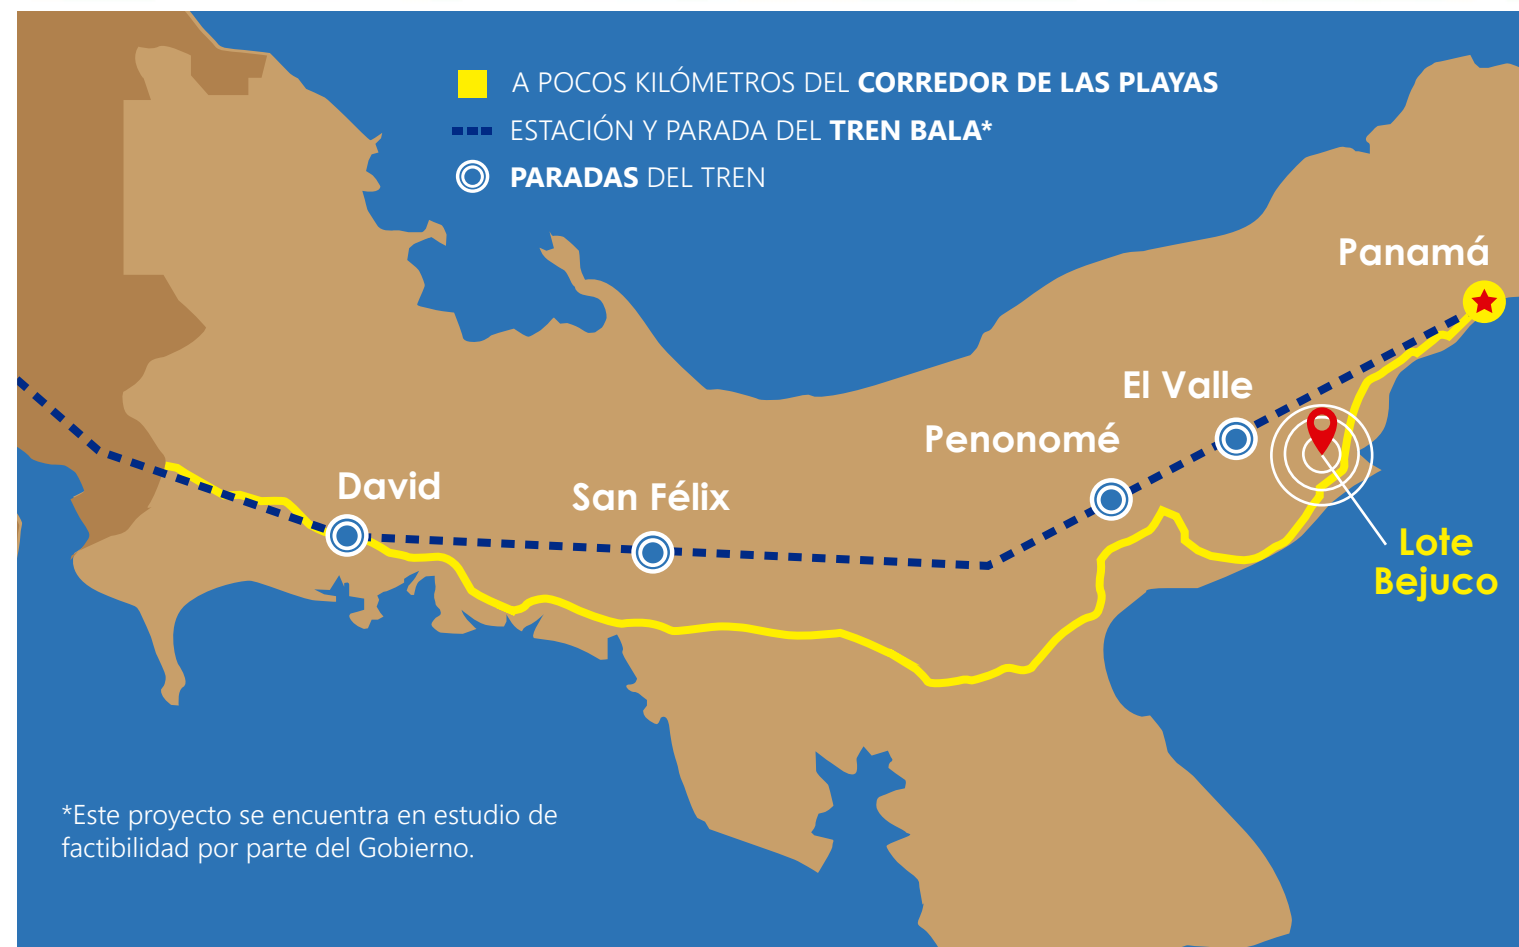 A POCOS KILÓMETROS DEL CORREDOR DE LAS PLAYAS
ESTACIÓN Y PARADA DEL TREN BALA*
PARADAS DEL TREN
Panamá
El Valle
Penonomé
David
San Félix
Lote
Bejuco
*Este proyecto se encuentra en estudio de
factibilidad por parte del Gobierno.